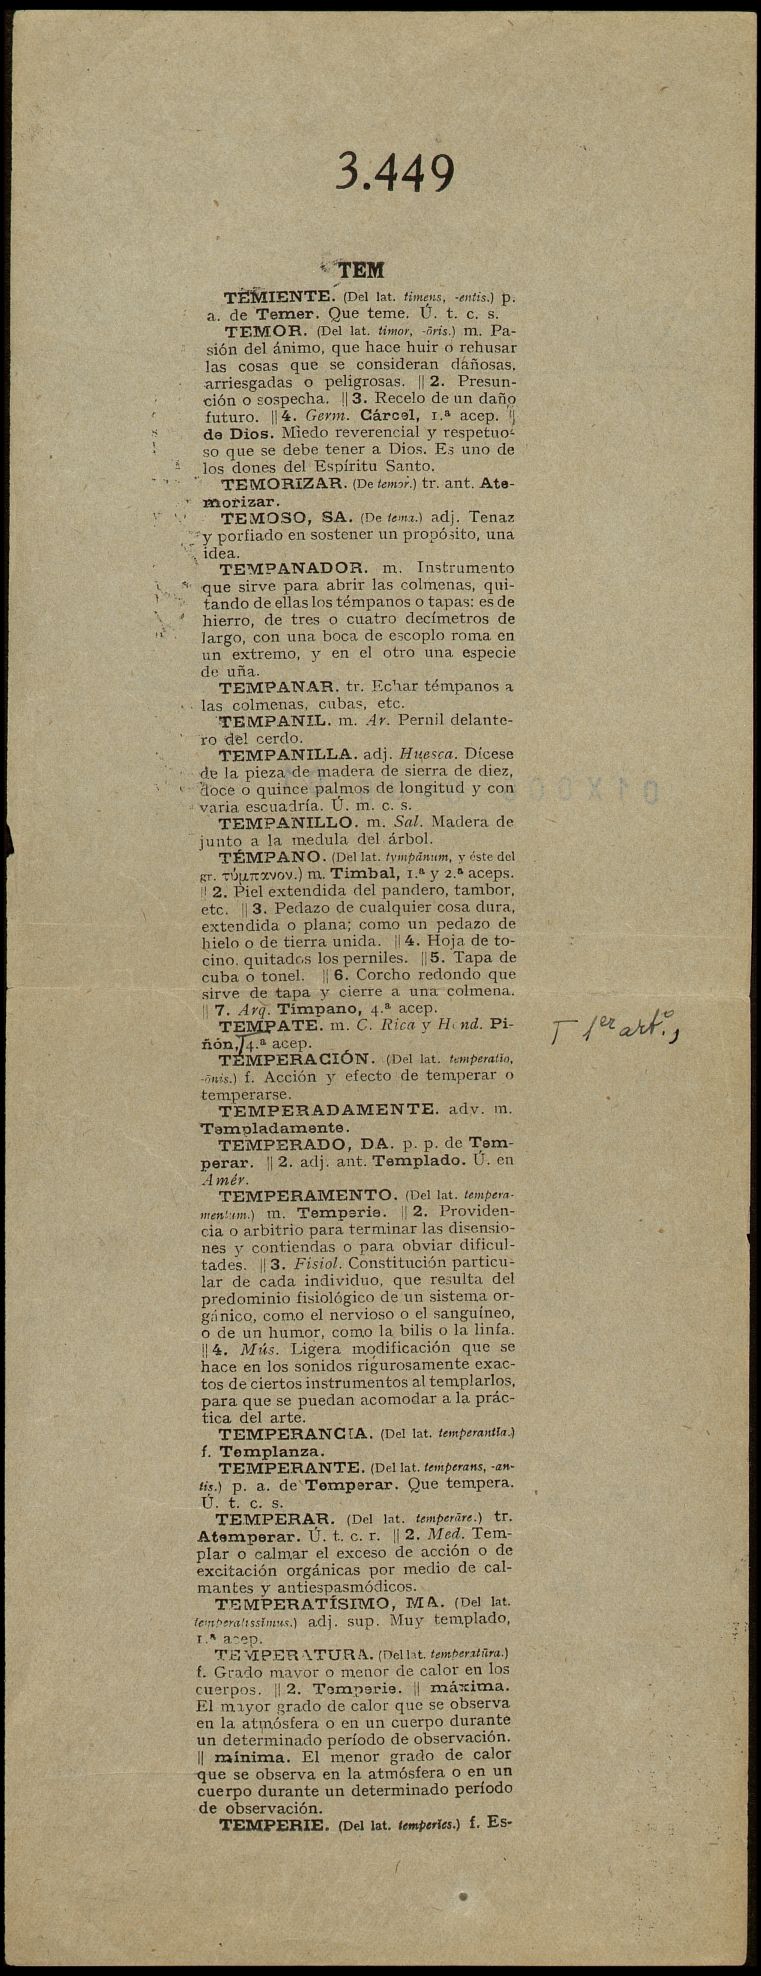 3.449
TEM
TEMIENTE. (Del lat. timens, -entis.) p.
a. de Temer. Que teme. Ú. t. c. s.
TEMOR. (Del lat. timor, -ōris.) m. Pa-
sión del ánimo, que hace huir o rehusar
las cosas que se consideran dañosas,
arriesgadas o peligrosas. || 2. Presun-
ción o sospecha. || 3. Recelo de un daño
futuro. || 4. Germ. Cárcel, 1.ª acep. ||
de Dios. Miedo reverencial y respetuo-
so que se debe tener a Dios. Es uno de
los dones del Espíritu Santo.
TEMORIZAR. (De temor.) tr. ant. Ate-
morizar.
TEMOSO, SA. (De tema.) adj. Tenaz
y porfiado en sostener un propósito, una
idea.
TEMPANADOR. m. Instrumento
que sirve para abrir las colmenas, qui-
tando de ellas los témpanos o tapas: es de
hierro, de tres o cuatro decímetros de
largo, con una boca de escoplo roma en
un extremo, y en el otro una especie
de uña.
TEMPANAR. tr. Echar témpanos a
las colmenas, cubas, etc.
TEMPANIL. m. Ar. Pernil delante-
ro del cerdo.
TEMPANILLA. adj. Huesca. Dícese
de la pieza de madera de sierra de diez,
doce o quince palmos de longitud y con
varia escuadría. Ú. m. c. s.
TEMPANILLO. m. Sal. Madera de
junto a la medula del árbol.
TÉMPANO. (Del lat. tympănum, y éste del
gr. τύμπανον.) m. Timbal, 1.ª y 2.ª aceps.
|| 2. Piel extendida del pandero, tambor,
etc. || 3. Pedazo de cualquier cosa dura,
extendida o plana; como un pedazo de
hielo o de tierra unida. || 4. Hoja de to-
cino, quitados los perniles. || 5. Tapa de
cuba o tonel. || 6. Corcho redondo que
sirve de tapa y cierre a una colmena.
|| 7. Arq. Tímpano, 4.ª acep.
TEMPATE. m. C. Rica y Hond. Pi-
ñón, 4.ª acep.
T 1er artº.,
TEMPERACIÓN. (Del lat. temperatio,
-ōnis.) f. Acción y efecto de temperar o
temperarse.
TEMPERADAMENTE. adv. m.
Templadamente.
TEMPERADO, DA. p. p. de Tem-
perar. || 2. adj. ant. Templado. Ú. en
Amér.
TEMPERAMENTO. (Del lat. tempera-
mentum.) m. Temperie. || 2. Providen-
cia o arbitrio para terminar las disensio-
nes y contiendas o para obviar dificul-
tades. || 3. Fisiol. Constitución particu-
lar de cada individuo, que resulta del
predominio fisiológico de un sistema or-
gánico, como el nervioso o el sanguíneo,
o de un humor, como la bilis o la linfa.
|| 4. Mús. Ligera modificación que se
hace en los sonidos rigurosamente exac-
tos de ciertos instrumentos al templarlos,
para que se puedan acomodar a la prác-
tica del arte.
TEMPERANCIA. (Del lat. temperantĭa.)
f. Templanza.
TEMPERANTE. (Del lat. temperans, -an-
tis.) p. a. de Temperar. Que tempera.
Ú. t. c. s.
TEMPERAR. (Del lat. temperāre.) tr.
Atemperar. Ú. t. c. r. || 2. Med. Tem-
plar o calmar el exceso de acción o de
excitación orgánicas por medio de cal-
mantes y antiespasmódicos.
TEMPERATÍSIMO, MA. (Del lat.
temperatissĭmus.) adj. sup. Muy templado,
1.ª acep.
TEMPERATURA. (Del lat. temperatūra.)
f. Grado mayor o menor de calor en los
cuerpos. || 2. Temperie. || máxima.
El mayor grado de calor que se observa
en la atmósfera o en un cuerpo durante
un determinado período de observación.
|| mínima. El menor grado de calor
que se observa en la atmósfera o en un
cuerpo durante un determinado período
de observación.
TEMPERIE. (Del lat. temperĭes.) f. Es-